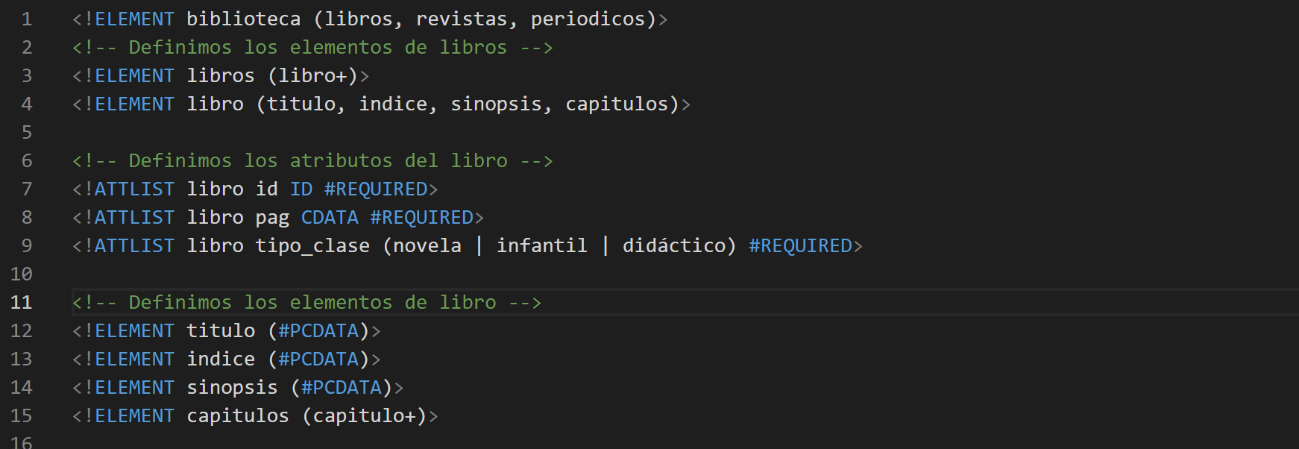 1 <!ELEMENT biblioteca (libros, revistas, periodicos)>
2 <!-- Definimos los elementos de libros -->
3 <!ELEMENT libros (libro+)>
4 <!ELEMENT libro (titulo, indice, sinopsis, capitulos)>
5
6 <!-- Definimos los atributos del libro -->
7 <!ATTLIST libro id ID #REQUIRED>
8 <!ATTLIST libro pag CDATA #REQUIRED>
9 <!ATTLIST libro tipo_clase (novela | infantil | didáctico) #REQUIRED>
10
11 <!-- Definimos los elementos de libro -->
12 <!ELEMENT titulo (#PCDATA)>
13 <!ELEMENT indice (#PCDATA)>
14 <!ELEMENT sinopsis (#PCDATA)>
15 <!ELEMENT capitulos (capitulo+)>
16